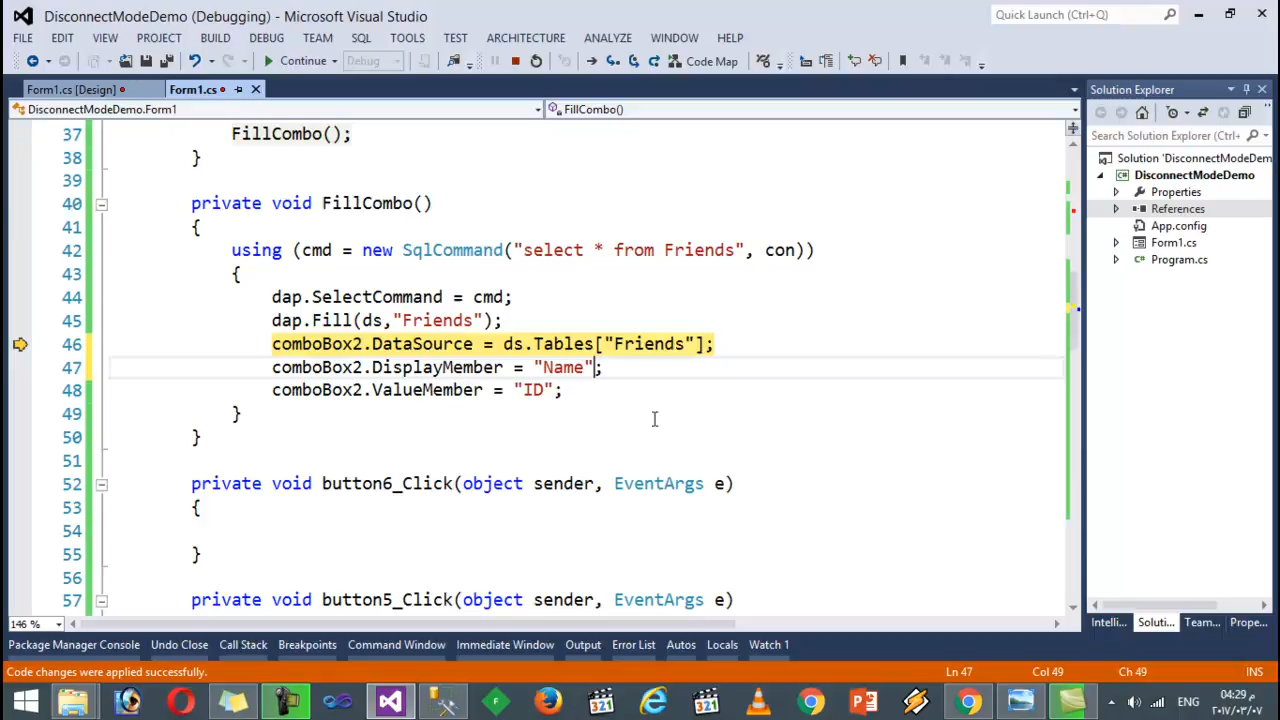 DisconnectModeDemo (Debugging) - Microsoft Visual Studio
Quick Launch (Ctrl+Q)
FILE EDIT VIEW PROJECT BUILD DEBUG TEAM SQL TOOLS TEST ARCHITECTURE ANALYZE WINDOW HELP
Continue Debug Code Map
Form1.cs [Design] Form1.cs
DisconnectModeDemo.Form1 FillCombo()
37 FillCombo();
38 }
39
40 private void FillCombo()
41 {
42 using (cmd = new SqlCommand("select * from Friends", con))
43 {
44 dap.SelectCommand = cmd;
45 dap.Fill(ds,"Friends");
46 comboBox2.DataSource = ds.Tables["Friends"];
47 comboBox2.DisplayMember = "Name";
48 comboBox2.ValueMember = "ID";
49 }
50 }
51
52 private void button6_Click(object sender, EventArgs e)
53 {
54
55 }
56
57 private void button5_Click(object sender, EventArgs e)
146 %
Solution Explorer
Search Solution Explorer (Ctrl+
Solution 'DisconnectModeDem
DisconnectModeDemo
Properties
References
App.config
Form1.cs
Program.cs
Intelli... Soluti... Team... Prope...
Package Manager Console Undo Close Call Stack Breakpoints Command Window Immediate Window Output Error List Autos Locals Watch 1
Code changes were applied successfully. Ln 47 Col 49 Ch 49 INS
ENG
04:29 م
٢٠١٧/٠٣/٠٧